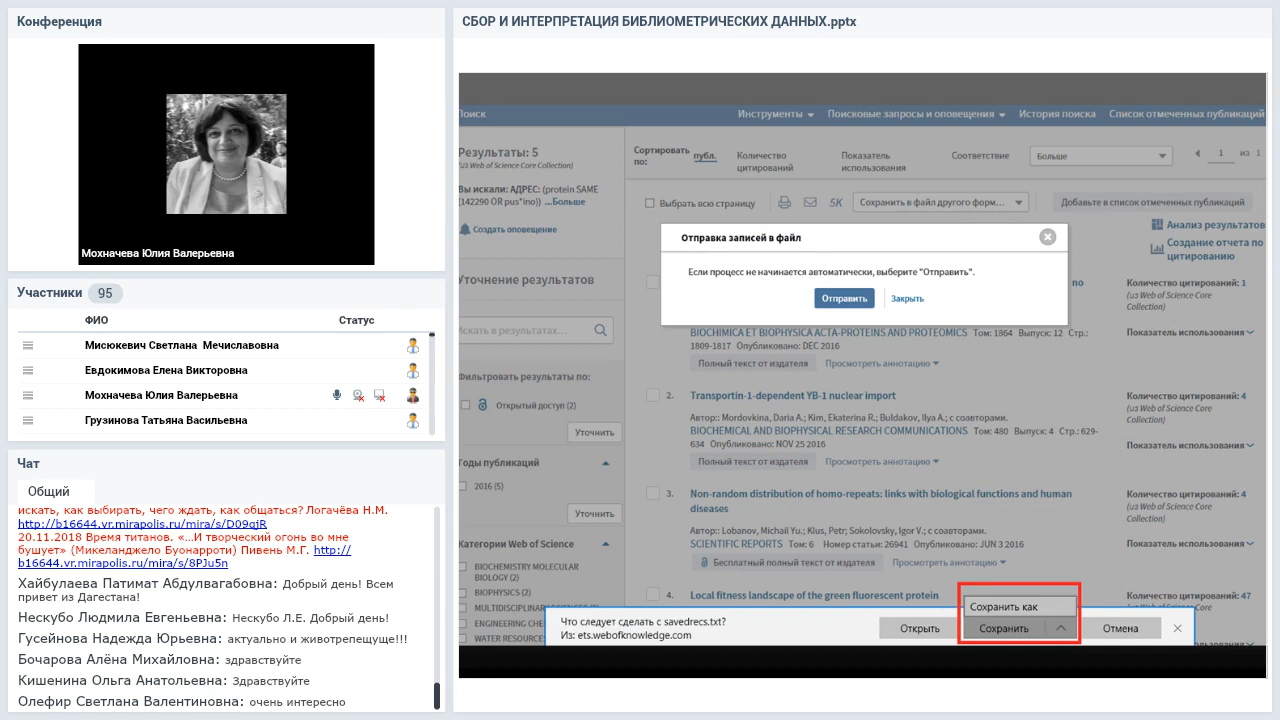 Конференция
Мохначева Юлия Валерьевна
Участники 95
ФИО Статус
Мисюкевич Светлана Мечиславовна
Евдокимова Елена Викторовна
Мохначева Юлия Валерьевна
Грузинова Татьяна Васильевна
Чат
Общий
искать, как выбирать, чего ждать, как общаться? Логачёва Н.М.
http://b16644.vr.mirapolis.ru/mira/s/D09qjR
20.11.2018 Время титанов. «...И творческий огонь во мне
бушует» (Микеланджело Буонарроти) Пивень М.Г. http://
b16644.vr.mirapolis.ru/mira/s/8PJu5n
Хайбулаева Патимат Абдулвагабовна: Добрый день! Всем
привет из Дагестана!
Нескубо Людмила Евгеньевна: Нескубо Л.Е. Добрый день!
Гусейнова Надежда Юрьевна: актуально и животрепещуще!!!
Бочарова Алёна Михайловна: здравствуйте
Кишенина Ольга Анатольевна: Здравствуйте
Олефир Светлана Валентиновна: очень интересно
СБОР И ИНТЕРПРЕТАЦИЯ БИБЛИОМЕТРИЧЕСКИХ ДАННЫХ.pptx
Поиск Инструменты Поисковые запросы и оповещения История поиска Список отмеченных публикаций
Результаты: 5
(из Web of Science Core
Collection)
Вы искали: АДРЕС: (protein SAME
(142290 OR pus*ino)) ...Больше
Создать оповещение
Уточнение результатов
Искать в результатах...
Фильтровать результаты по:
Открытый доступ (2)
Уточнить
Годы публикаций
2016 (5)
Уточнить
Категории Web of Science
BIOCHEMISTRY MOLECULAR
BIOLOGY (2)
BIOPHYSICS (2)
MULTIDISCIPLINARY SCIENCES (2)
ENGINEERING CHE
WATER RESOURC
Сортировать
по: публ. Количество
цитирований Показатель
использования Соответствие Больше 1 из 1
Выбрать всю страницу 5K Сохранить в файл другого форм... Добавьте в список отмеченных публикаций
Анализ результатов
Создание отчета по
цитированию
Отправка записей в файл
Если процесс не начинается автоматически, выберите "Отправить".
Отправить Закрыть
no
Количество цитирований: 1
(из Web of Science Core
Collection)
Показатель использования
BIOCHIMICA ET BIOPHYSICA ACTA-PROTEINS AND PROTEOMICS Том: 1864 Выпуск: 12 Стр.:
1809-1817 Опубликовано: DEC 2016
Полный текст от издателя Просмотреть аннотацию
2. Transportin-1-dependent YB-1 nuclear import
Автор:: Mordovkina, Daria A.; Kim, Ekaterina R.; Buldakov, Ilya A.; с соавторами.
BIOCHEMICAL AND BIOPHYSICAL RESEARCH COMMUNICATIONS Том: 480 Выпуск: 4 Стр.: 629-
634 Опубликовано: NOV 25 2016
Полный текст от издателя Просмотреть аннотацию
Количество цитирований: 4
(из Web of Science Core
Collection)
Показатель использования
3. Non-random distribution of homo-repeats: links with biological functions and human
diseases
Автор:: Lobanov, Michail Yu.; Klus, Petr; Sokolovsky, Igor V.; с соавторами.
SCIENTIFIC REPORTS Том: 6 Номер статьи: 26941 Опубликовано: JUN 3 2016
Бесплатный полный текст от издателя Просмотреть аннотацию
Количество цитирований: 4
(из Web of Science Core
Collection)
Показатель использования
4. Local fitness landscape of the green fluorescent protein
Количество цитирований: 47
(из Web of Science Core
Что следует сделать с savedrecs.txt?
Из: ets.webofknowledge.com
Открыть
Сохранить как
Сохранить
Отмена